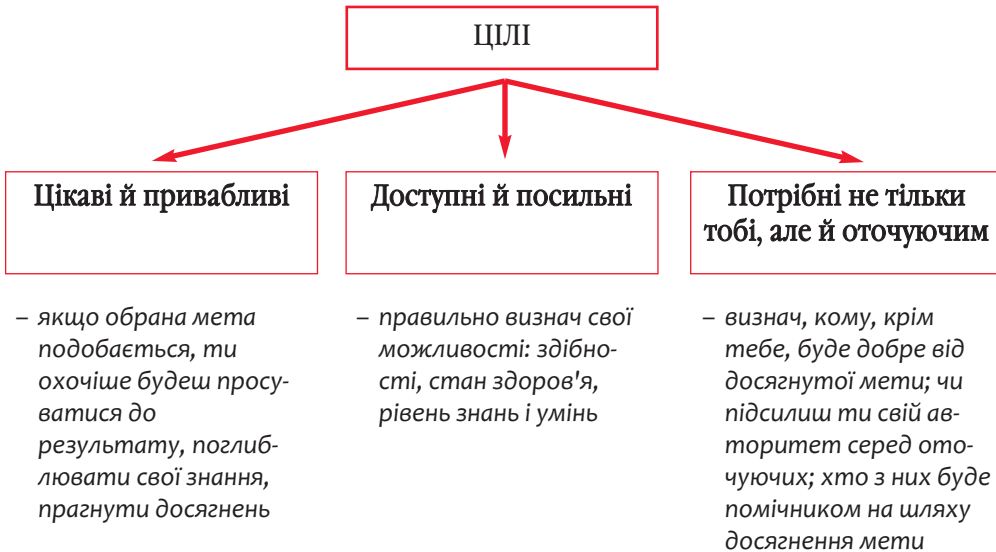 ЦІЛІ
Цікаві й привабливі
– якщо обрана мета
подобається, ти
охочіше будеш просу-
ватися до
результату, поглиб-
лювати свої знання,
прагнути досягнень
Доступні й посильні
– правильно визнач свої
можливості: здібно-
сті, стан здоров'я,
рівень знань і умінь
Потрібні не тільки
тобі, але й оточуючим
– визнач, кому, крім
тебе, буде добре від
досягнутої мети; чи
підсилиш ти свій ав-
торитет серед ото-
чуючих; хто з них буде
помічником на шляху
досягнення мети